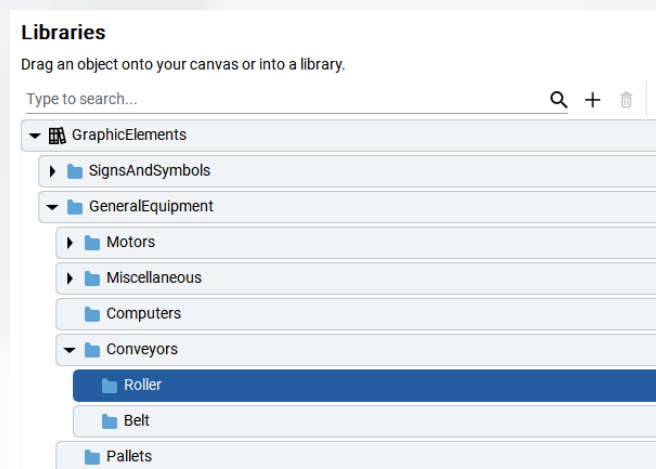 Libraries
Drag an object onto your canvas or into a library.
Type to search...
GraphicElements
SignsAndSymbols
GeneralEquipment
Motors
Miscellaneous
Computers
Conveyors
Roller
Belt
Pallets